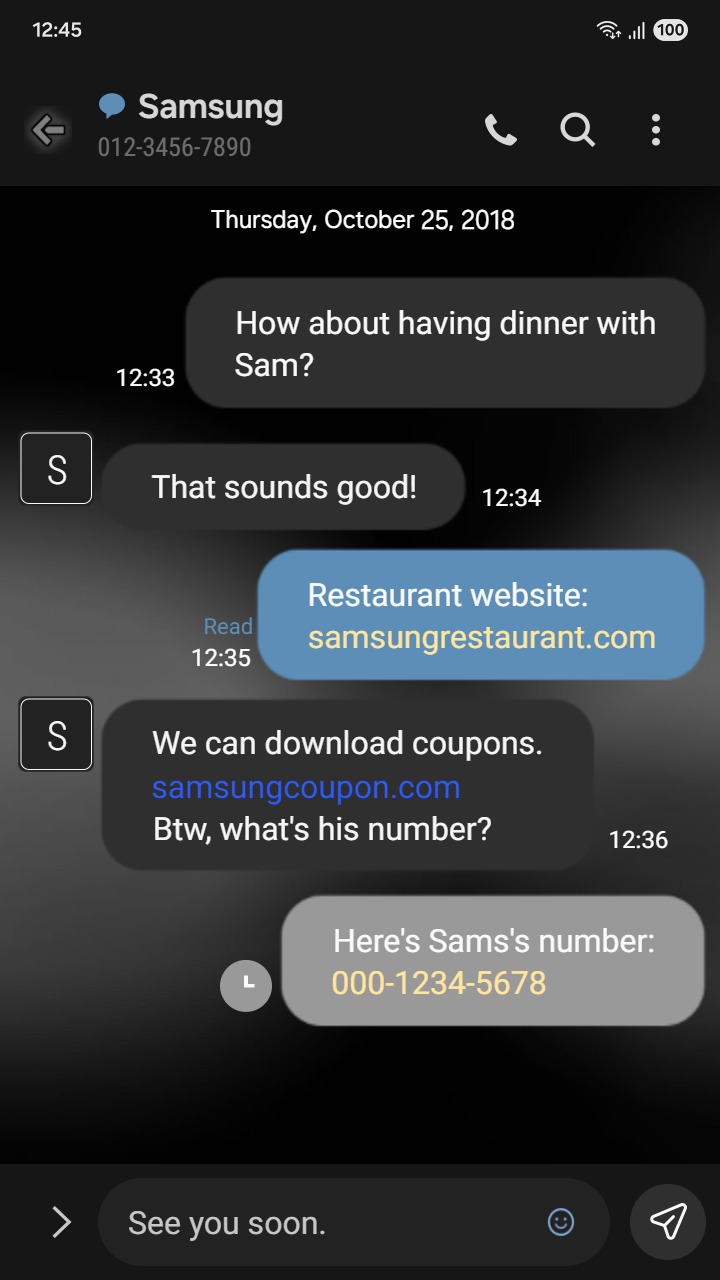 12:45
100
Samsung
012-3456-7890
Thursday, October 25, 2018
How about having dinner with
Sam?
12:33
S
That sounds good!
12:34
Restaurant website:
samsungrestaurant.com
Read
12:35
S
We can download coupons.
samsungcoupon.com
Btw, what's his number?
12:36
Here's Sams's number:
000-1234-5678
See you soon.